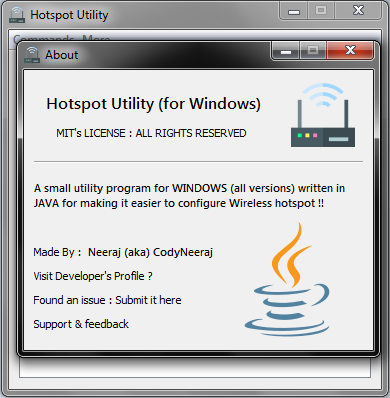 Hotspot Utility
Commands More
About
Hotspot Utility (for Windows)
MIT's LICENSE : ALL RIGHTS RESERVED
A small utility program for WINDOWS (all versions) written in
JAVA for making it easier to configure Wireless hotspot !!
Made By : Neeraj (aka) CodyNeeraj
Visit Developer's Profile ?
Found an issue : Submit it here
Support & feedback